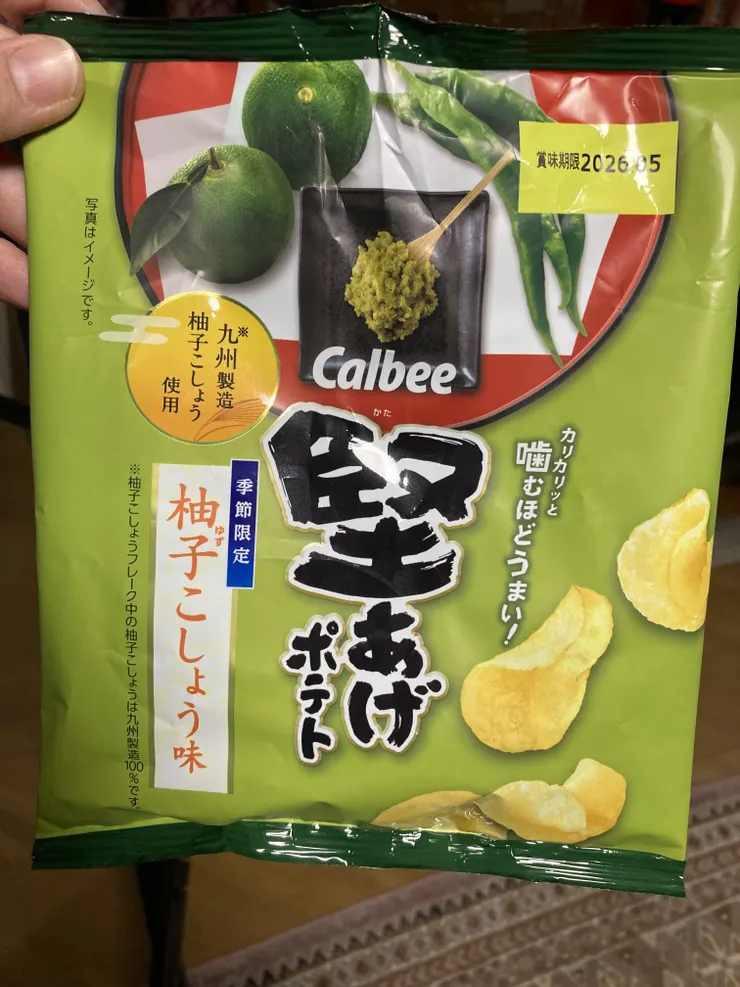 賞味期限2026.05
写真はイメージです。
※
九州製造
柚子こしょう
使用
Calbee
かた
堅あげ
ポテト
カリカリッと
噛むほどうまい!
季節限定
柚子こしょう味
ゆず
※柚子こしょうフレーク中の柚子こしょうは九州製造100%です。